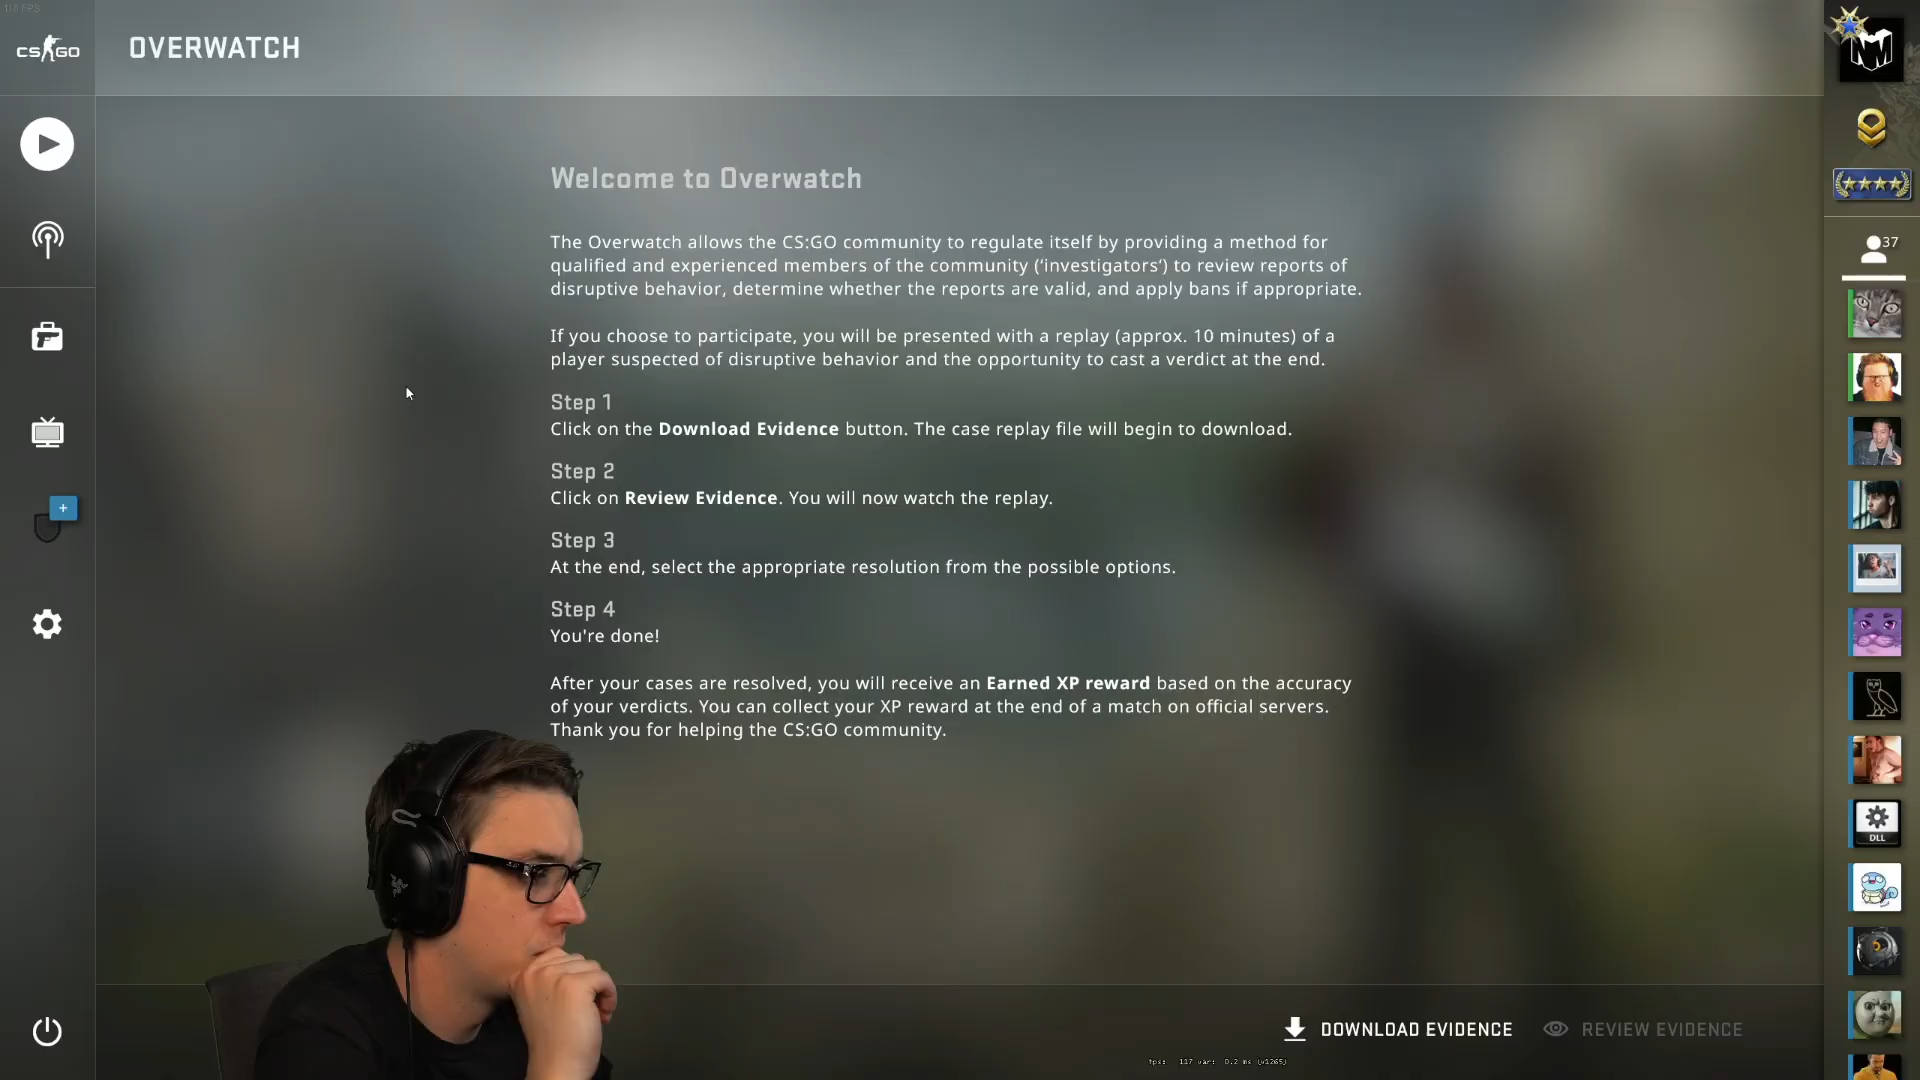 CS GO
OVERWATCH
37
Welcome to Overwatch
The Overwatch allows the CS:GO community to regulate itself by providing a method for
qualified and experienced members of the community (‘investigators’) to review reports of
disruptive behavior, determine whether the reports are valid, and apply bans if appropriate.
If you choose to participate, you will be presented with a replay (approx. 10 minutes) of a
player suspected of disruptive behavior and the opportunity to cast a verdict at the end.
Step 1
Click on the Download Evidence button. The case replay file will begin to download.
Step 2
Click on Review Evidence. You will now watch the replay.
Step 3
At the end, select the appropriate resolution from the possible options.
Step 4
You're done!
After your cases are resolved, you will receive an Earned XP reward based on the accuracy
of your verdicts. You can collect your XP reward at the end of a match on official servers.
Thank you for helping the CS:GO community.
DLL
DOWNLOAD EVIDENCE
REVIEW EVIDENCE
fps: 117 var: 0.2 ms (v1265)